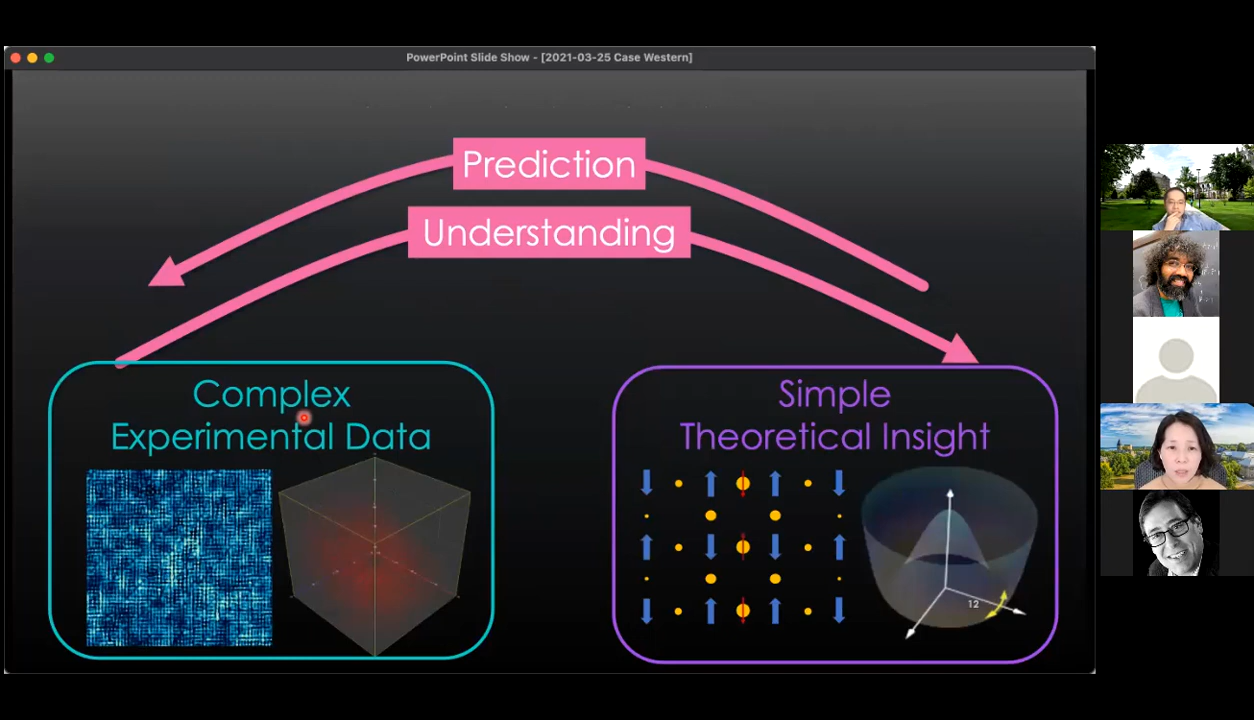 PowerPoint Slide Show - [2021-03-25 Case Western]
Prediction
Understanding
Complex
Experimental Data
Simple
Theoretical Insight
12